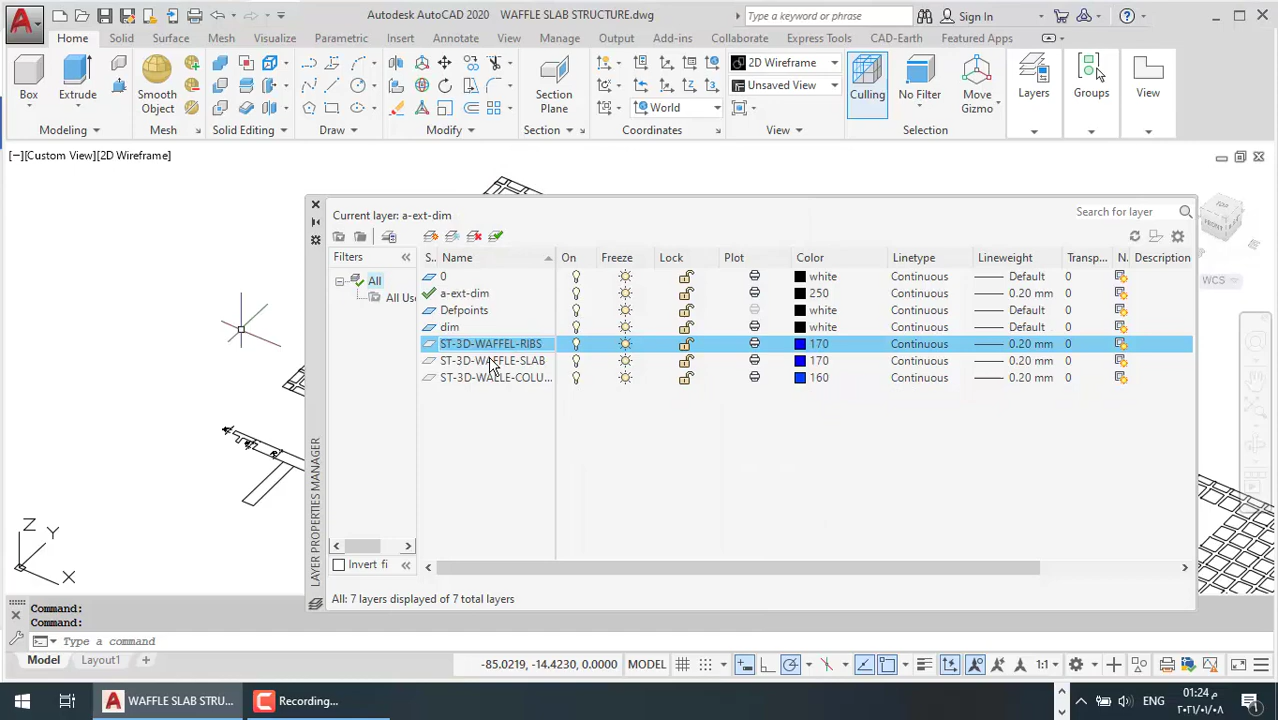 Autodesk AutoCAD 2020 WAFFLE SLAB STRUCTURE.dwg
Type a keyword or phrase
Sign In
Home Solid Surface Mesh Visualize Parametric Insert Annotate View Manage Output Add-ins Collaborate Express Tools CAD-Earth Featured Apps
2D Wireframe
Unsaved View
World
Box Extrude Smooth Object Section Plane Culling No Filter Move Gizmo Layers Groups View
Modeling Mesh Solid Editing Draw Modify Section Coordinates View Selection
[−][Custom View][2D Wireframe]
Current layer: a-ext-dim
Search for layer
TOP
FRONT
WCS
Filters
All
All Use
S.. Name On Freeze Lock Plot Color Linetype Lineweight Transp... N.. Description
0 white Continuous Default 0
a-ext-dim 250 Continuous 0.20 mm 0
Defpoints white Continuous Default 0
dim white Continuous Default 0
ST-3D-WAFFEL-RIBS 170 Continuous 0.20 mm 0
ST-3D-WAFFLE-SLAB 170 Continuous 0.20 mm 0
ST-3D-WALLE-COLU... 160 Continuous 0.20 mm 0
LAYER PROPERTIES MANAGER
Invert fi
All: 7 layers displayed of 7 total layers
Z
Y
X
Command:
Command:
Type a command
Model Layout1 +
-85.0219, -14.4230, 0.0000 MODEL 1:1
WAFFLE SLAB STRU...
Recording...
ENG
01:24 م
٢٠٢١/٠١/٠٨